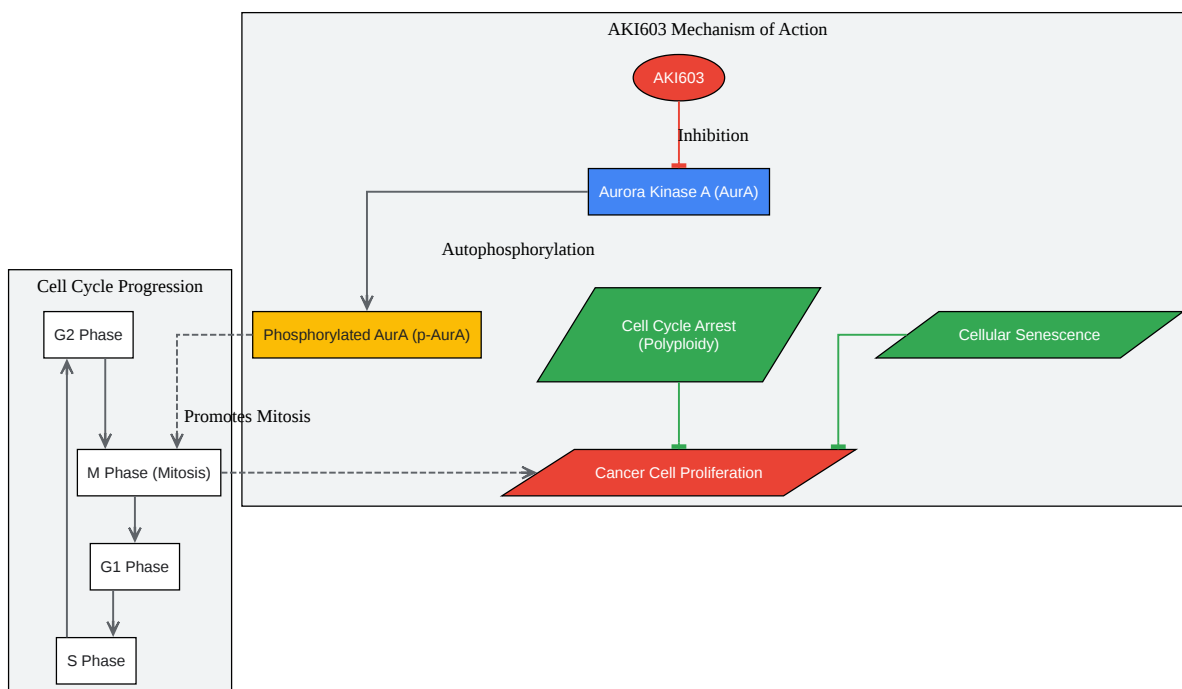 AKI603 Mechanism of Action
AKI603
Inhibition
Aurora Kinase A (AurA)
Autophosphorylation
Cell Cycle Progression
G2 Phase
Phosphorylated AurA (p-AurA)
Cell Cycle Arrest
(Polyploidy)
Cellular Senescence
Promotes Mitosis
M Phase (Mitosis)
Cancer Cell Proliferation
G1 Phase
S Phase